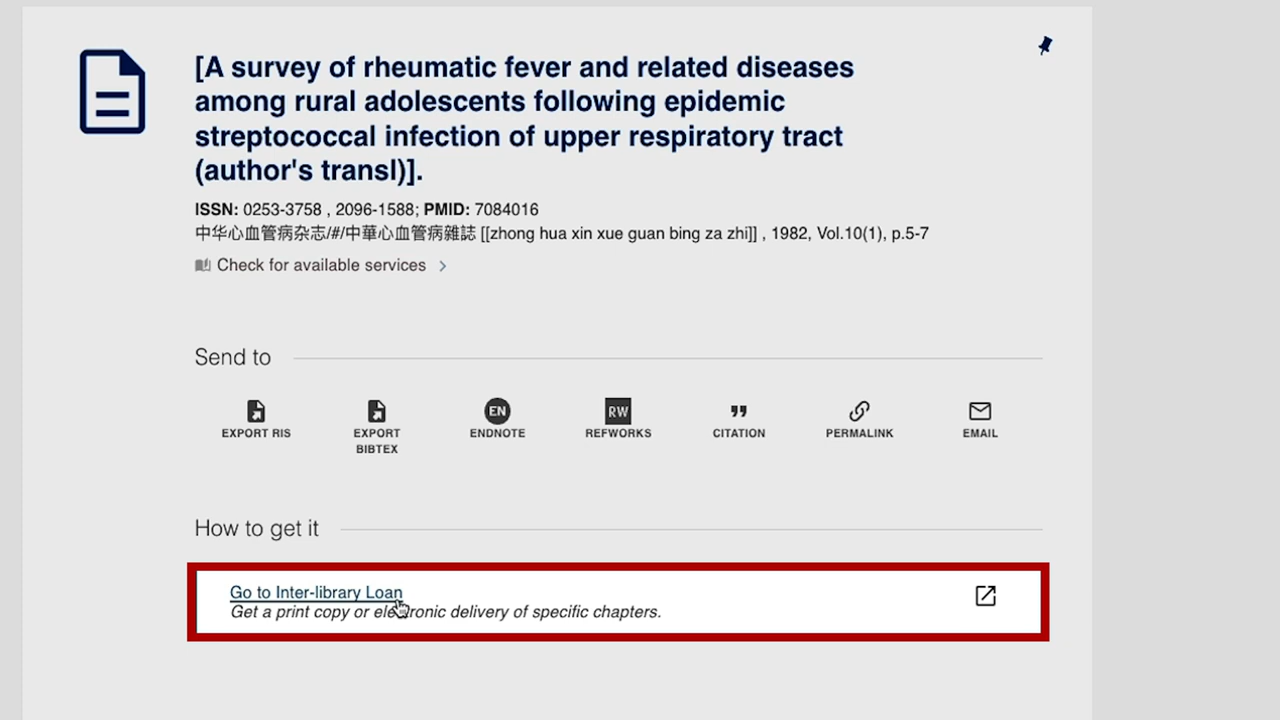 [A survey of rheumatic fever and related diseases
among rural adolescents following epidemic
streptococcal infection of upper respiratory tract
(author's transl)].
ISSN: 0253-3758 , 2096-1588; PMID: 7084016
中华心血管病杂志/#/中華心血管病雜誌 [[zhong hua xin xue guan bing za zhi]] , 1982, Vol.10(1), p.5-7
Check for available services
Send to
EN RW
EXPORT RIS EXPORT BIBTEX ENDNOTE REFWORKS CITATION PERMALINK EMAIL
How to get it
Go to Inter-library Loan
Get a print copy or electronic delivery of specific chapters.